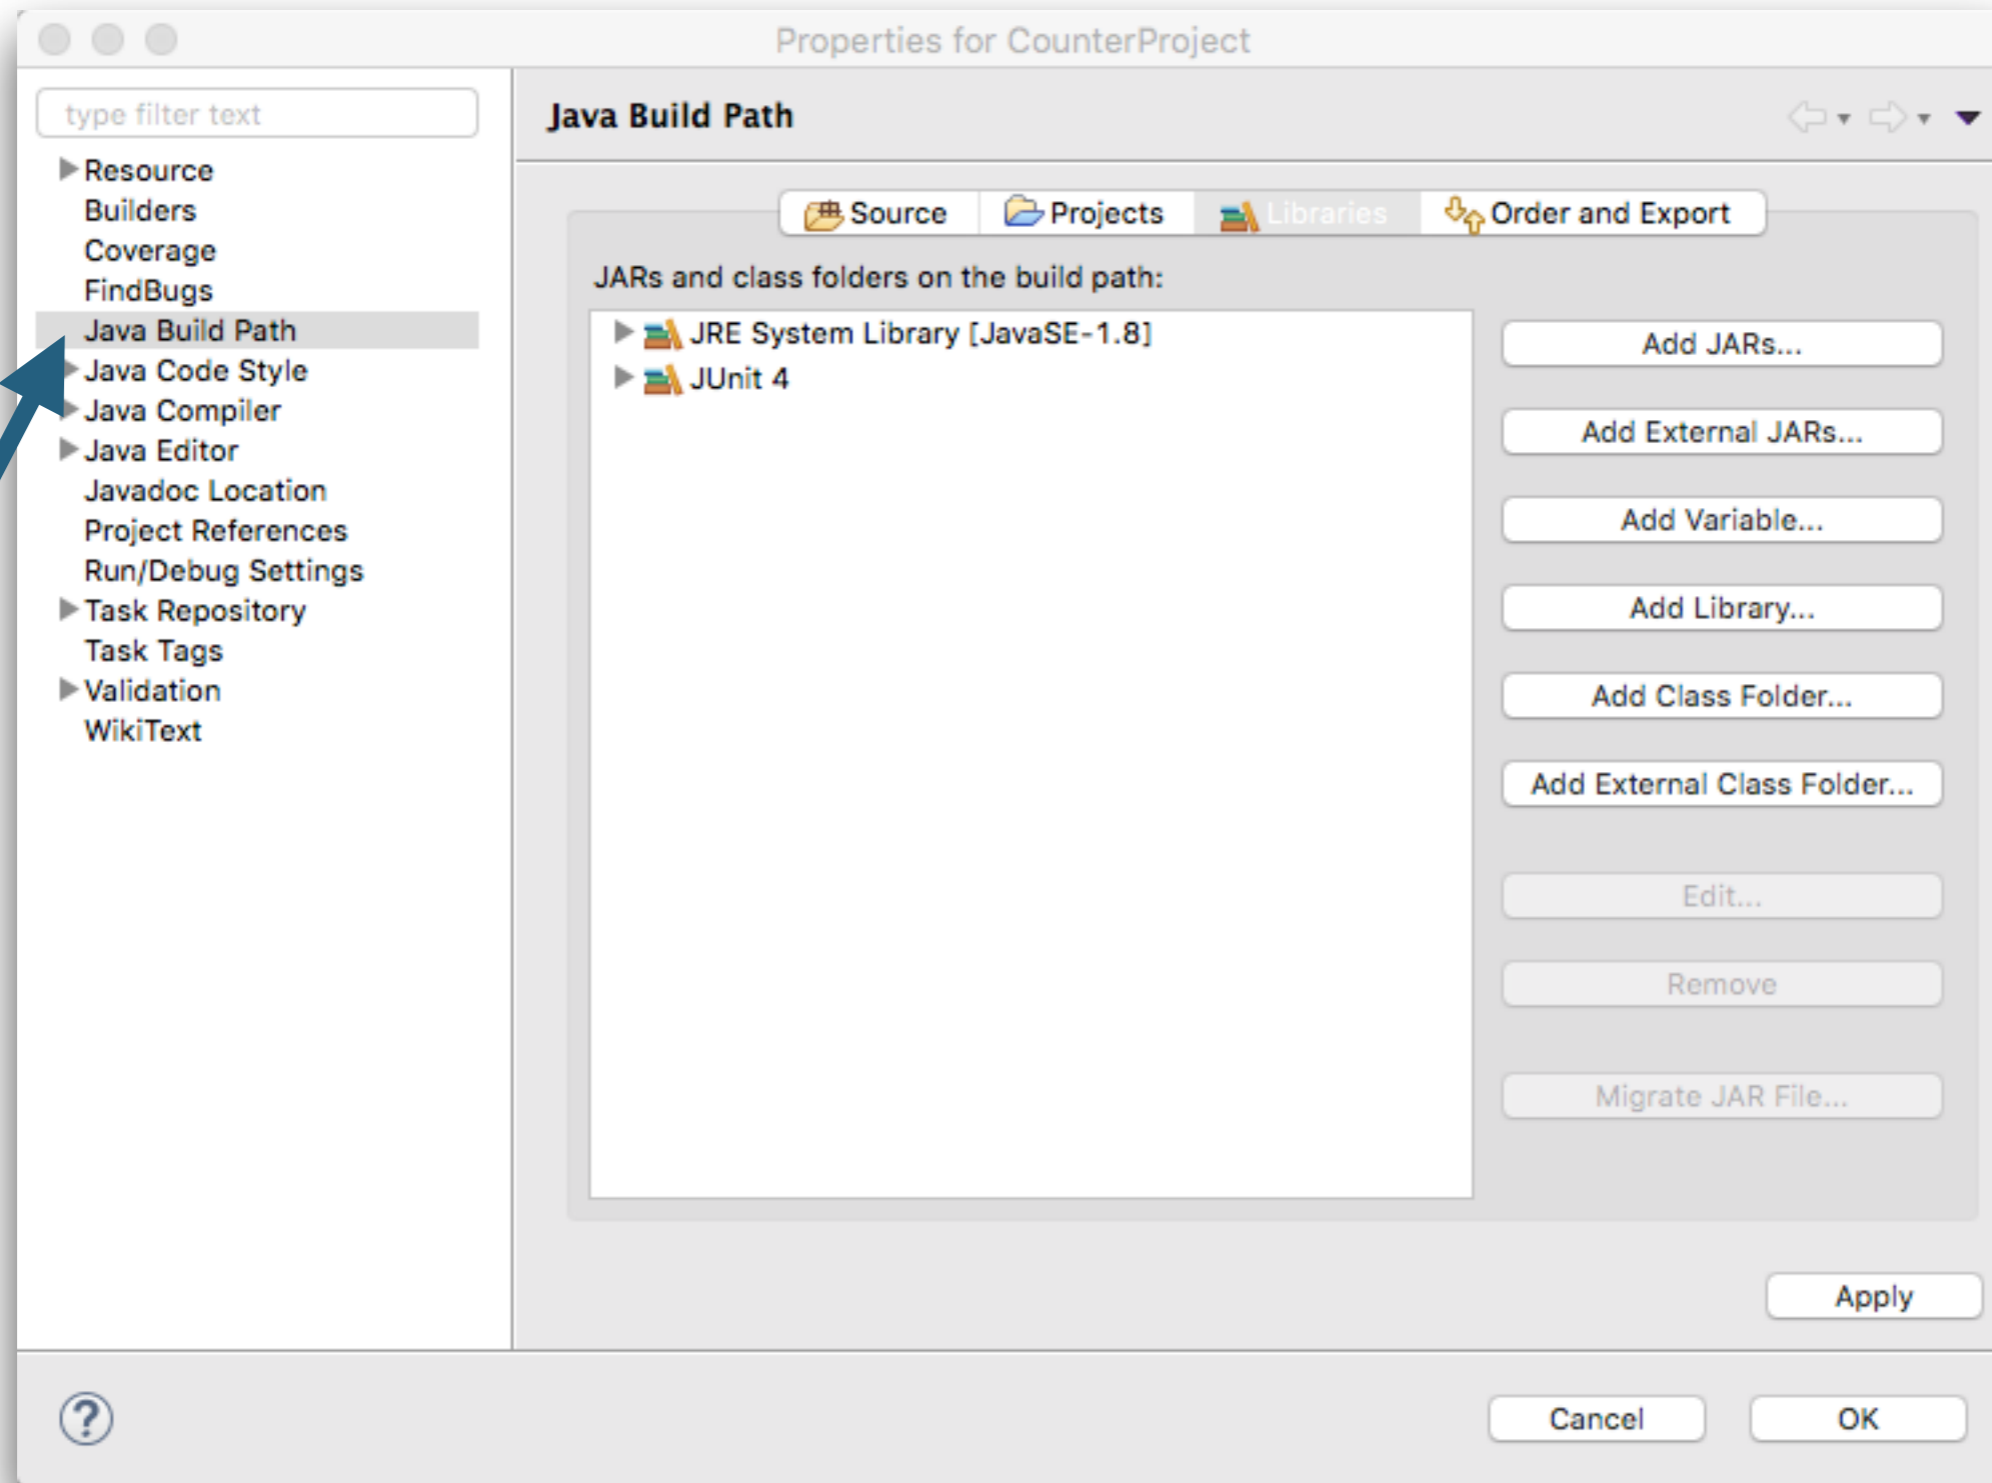 Properties for CounterProject
type filter text
Resource
Builders
Coverage
FindBugs
Java Build Path
Java Code Style
Java Compiler
Java Editor
Javadoc Location
Project References
Run/Debug Settings
Task Repository
Task Tags
Validation
WikiText
Java Build Path
Source Projects Libraries Order and Export
JARs and class folders on the build path:
JRE System Library [JavaSE-1.8]
JUnit 4
Add JARs...
Add External JARs...
Add Variable...
Add Library...
Add Class Folder...
Add External Class Folder...
Edit...
Remove
Migrate JAR File...
Apply
?
Cancel OK